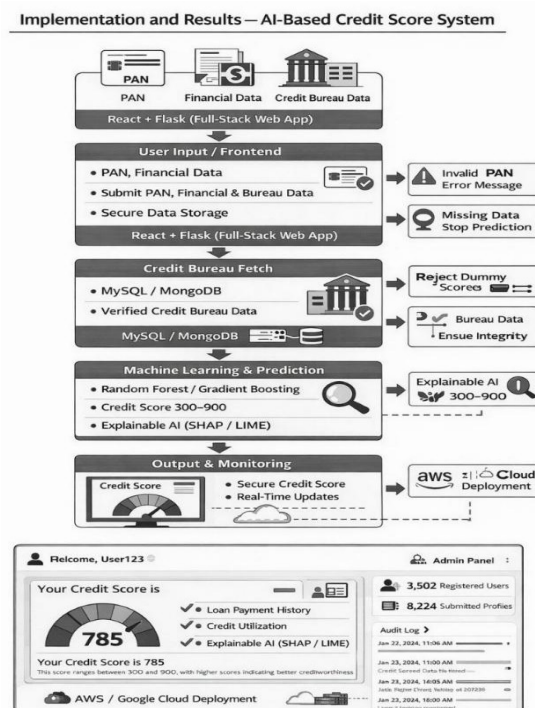 Implementation and Results — AI-Based Credit Score System
PAN
PAN
Financial Data
Credit Bureau Data
React + Flask (Full-Stack Web App)
User Input / Frontend
• PAN, Financial Data
• Submit PAN, Financial & Bureau Data
• Secure Data Storage
React + Flask (Full-Stack Web App)
Invalid PAN
Error Message
Missing Data
Stop Prediction
Credit Bureau Fetch
• MySQL / MongoDB
• Verified Credit Bureau Data
MySQL / MongoDB
Reject Dummy
Scores
Bureau Data
Ensue Integrity
Machine Learning & Prediction
• Random Forest / Gradient Boosting
• Credit Score 300–900
• Explainable AI (SHAP / LIME)
Explainable AI
300–900
Output & Monitoring
Credit Score
• Secure Credit Score
• Real-Time Updates
aws Cloud
Deployment
Felcome, User123
Admin Panel
Your Credit Score is
785
✓ • Loan Payment History
✓ • Credit Utilization
✓ • Explainable AI (SHAP / LIME)
Your Credit Score is 785
This score ranges between 300 and 900, with higher scores indicating better creditworthiness
AWS / Google Cloud Deployment
3,502 Registered Users
8,224 Submitted Profies
Audit Log >
Jan 22, 2024, 11:06 AM
Jan 23, 2024, 11:00 AM
Jan 23, 2024, 14:05 AM
Jan 23, 2024, 18:00 AM